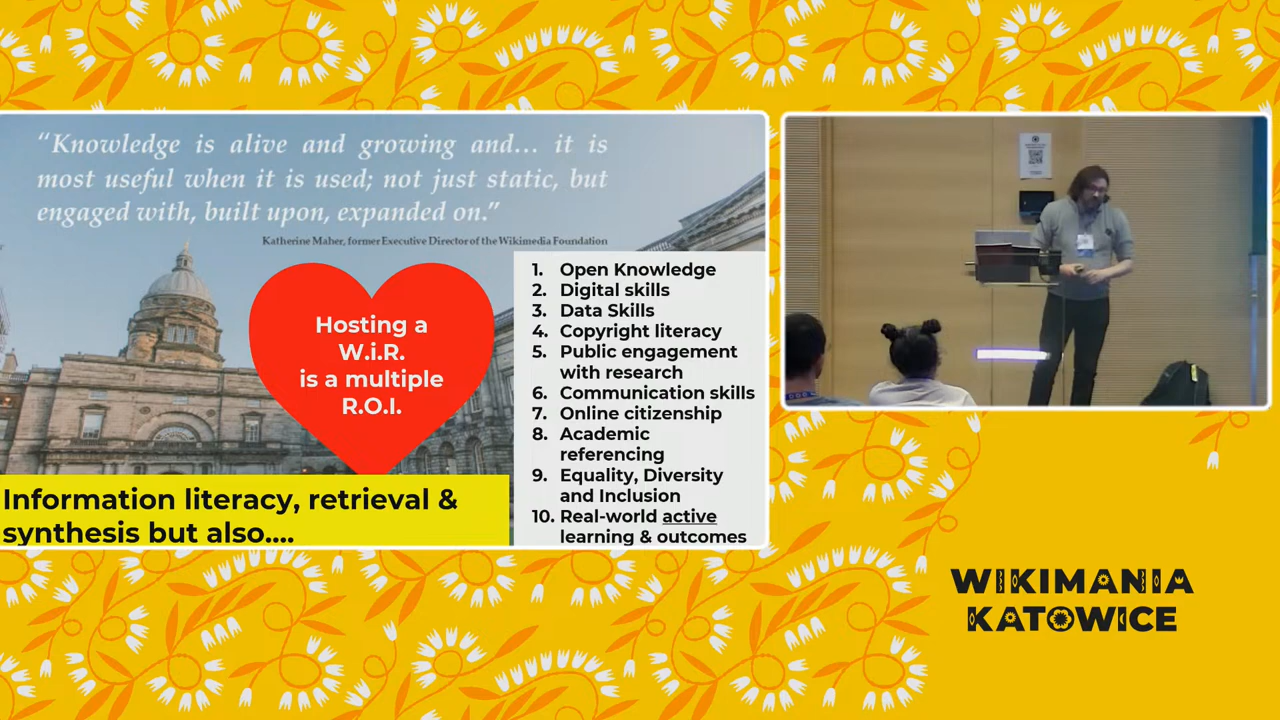 “Knowledge is alive and growing and... it is
most useful when it is used; not just static, but
engaged with, built upon, expanded on.”
Katherine Maher, former Executive Director of the Wikimedia Foundation
Hosting a
W.i.R.
is a multiple
R.O.I.
Information literacy, retrieval &
synthesis but also....
1. Open Knowledge
2. Digital skills
3. Data Skills
4. Copyright literacy
5. Public engagement
with research
6. Communication skills
7. Online citizenship
8. Academic
referencing
9. Equality, Diversity
and Inclusion
10. Real-world active
learning & outcomes
WIKIMANIA
KATOWICE